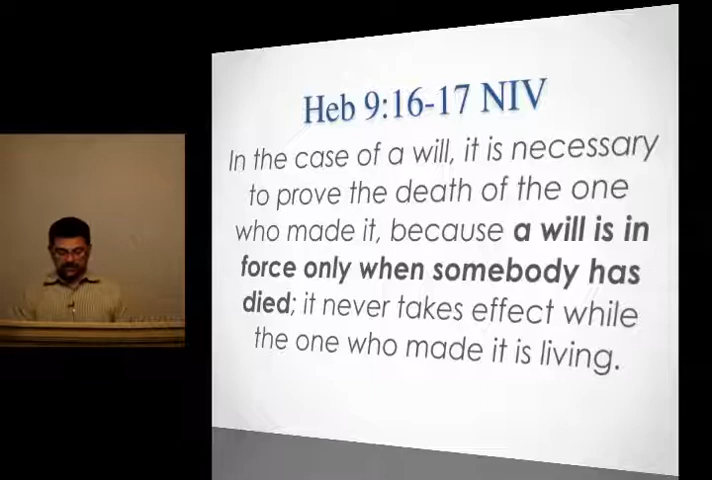 Heb 9:16-17 NIV
In the case of a will, it is necessary
to prove the death of the one
who made it, because a will is in
force only when somebody has
died; it never takes effect while
the one who made it is living.